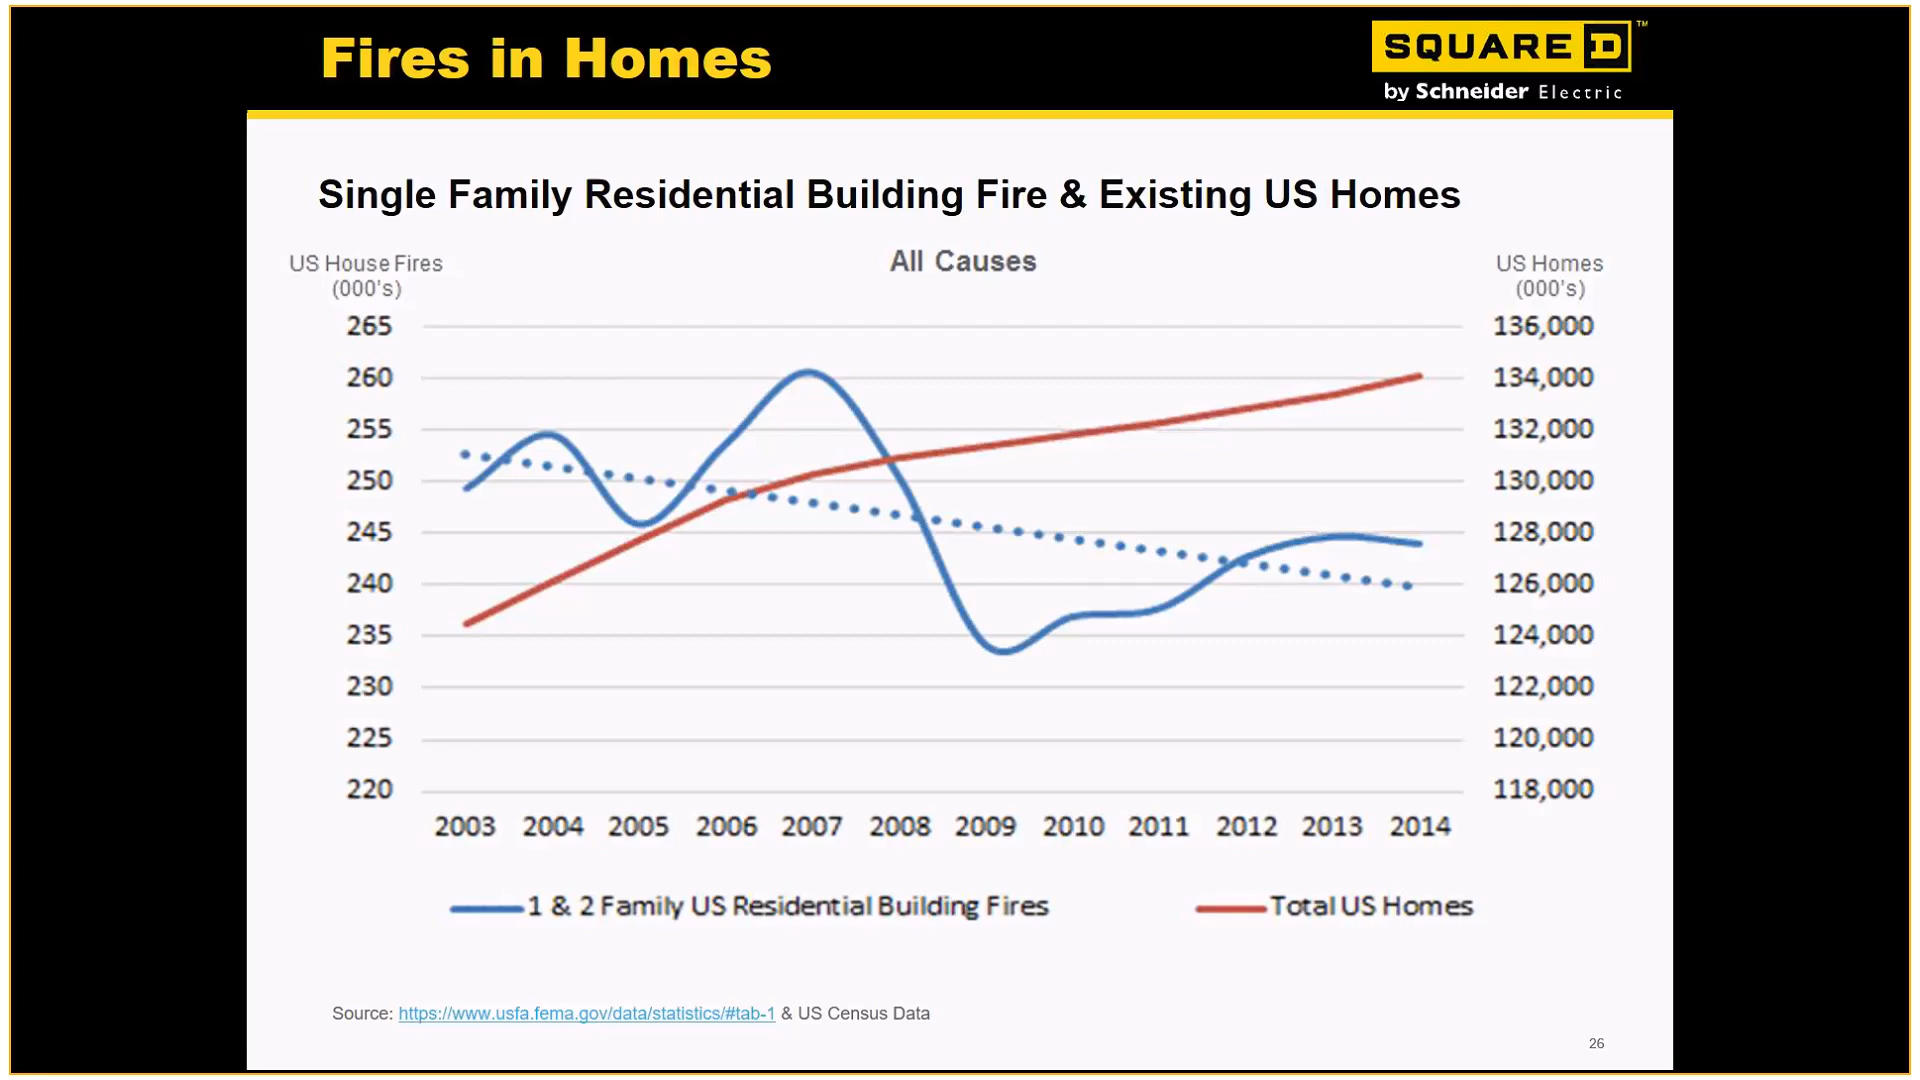 Fires in Homes
SQUARE D ™
by Schneider Electric
Single Family Residential Building Fire & Existing US Homes
US House Fires
(000's)
All Causes
US Homes
(000's)
265
260
255
250
245
240
235
230
225
220
136,000
134,000
132,000
130,000
128,000
126,000
124,000
122,000
120,000
118,000
2003 2004 2005 2006 2007 2008 2009 2010 2011 2012 2013 2014
1 & 2 Family US Residential Building Fires
Total US Homes
Source: https://www.usfa.fema.gov/data/statistics/#tab-1 & US Census Data
26